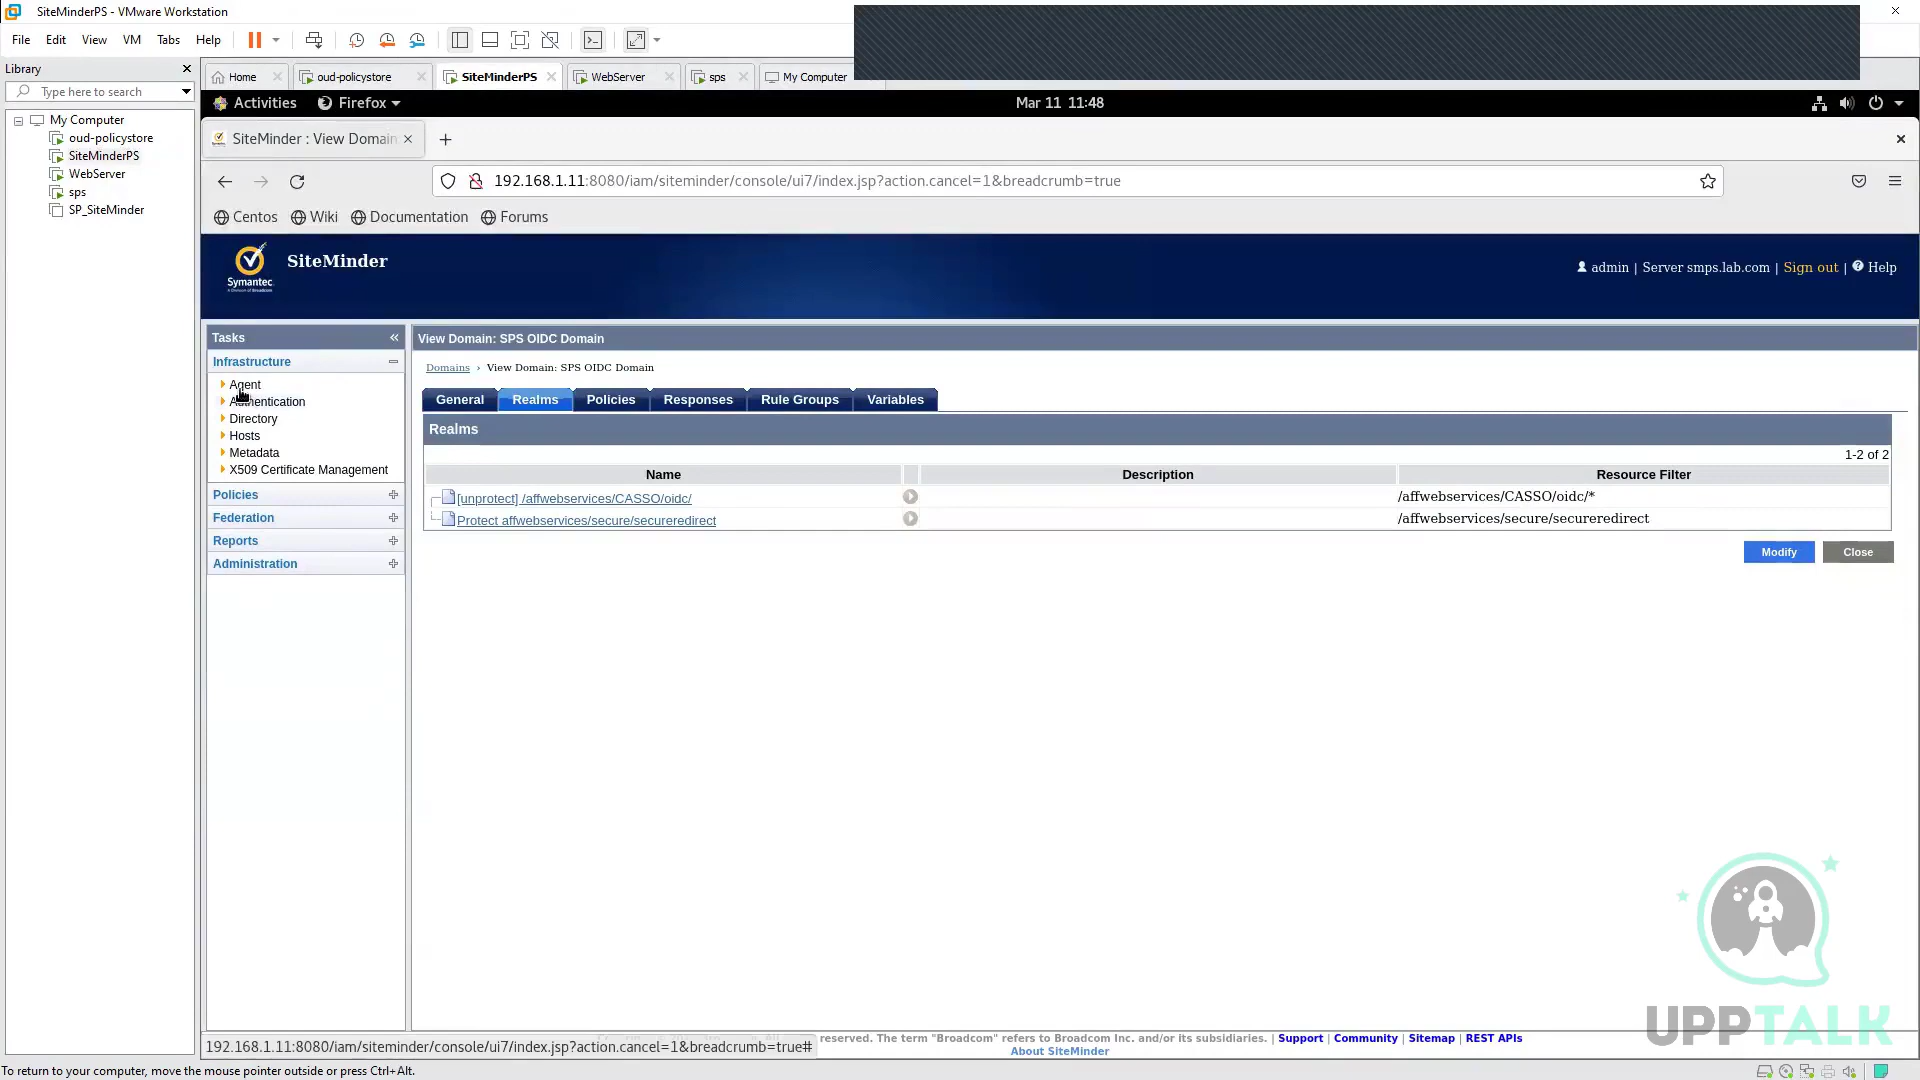 SiteMinderPS - VMware Workstation
File Edit View VM Tabs Help
Library
Home oud-policystore SiteMinderPS WebServer sps My Computer
Type here to search
My Computer
oud-policystore
SiteMinderPS
WebServer
sps
SP_SiteMinder
Activities Firefox Mar 11 11:48
SiteMinder : View Domain
192.168.1.11:8080/iam/siteminder/console/ui7/index.jsp?action.cancel=1&breadcrumb=true
Centos Wiki Documentation Forums
Symantec
SiteMinder
admin | Server smps.lab.com | Sign out | Help
Tasks
Infrastructure
Agent
Authentication
Directory
Hosts
Metadata
X509 Certificate Management
Policies
Federation
Reports
Administration
View Domain: SPS OIDC Domain
Domains › View Domain: SPS OIDC Domain
General Realms Policies Responses Rule Groups Variables
Realms
1-2 of 2
Name Description Resource Filter
[unprotect] /affwebservices/CASSO/oidc/ /affwebservices/CASSO/oidc/*
Protect affwebservices/secure/secureredirect /affwebservices/secure/secureredirect
Modify Close
UPPTALK
reserved. The term "Broadcom" refers to Broadcom Inc. and/or its subsidiaries. | Support | Community | Sitemap | REST APIs
About SiteMinder
192.168.1.11:8080/iam/siteminder/console/ui7/index.jsp?action.cancel=1&breadcrumb=true#
To return to your computer, move the mouse pointer outside or press Ctrl+Alt.